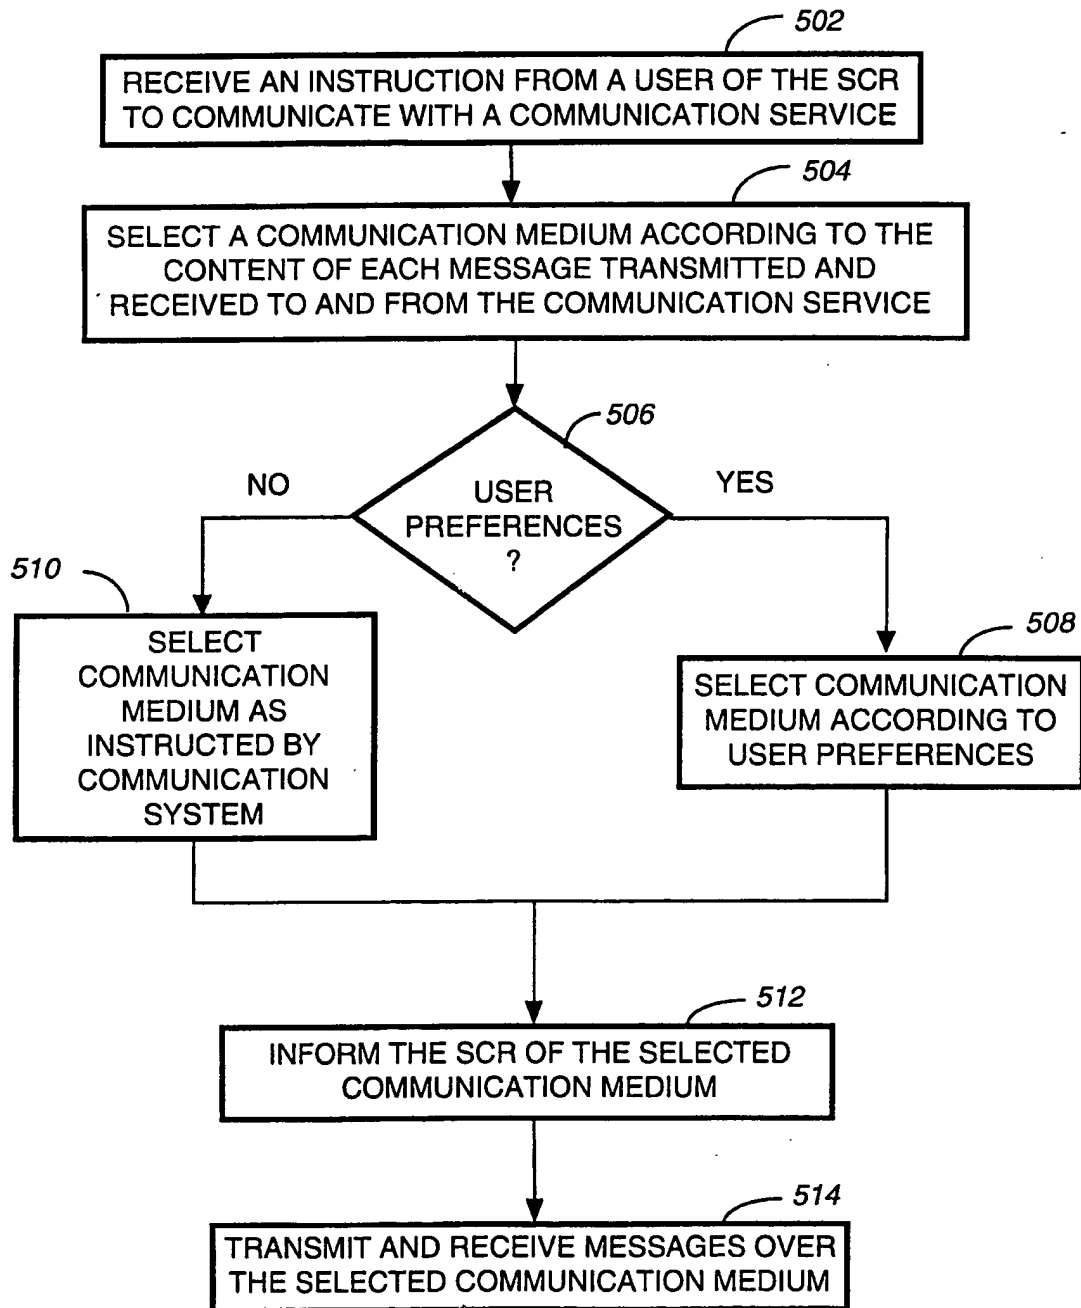 502
RECEIVE AN INSTRUCTION FROM A USER OF THE SCR
TO COMMUNICATE WITH A COMMUNICATION SERVICE
504
SELECT A COMMUNICATION MEDIUM ACCORDING TO THE
CONTENT OF EACH MESSAGE TRANSMITTED AND
RECEIVED TO AND FROM THE COMMUNICATION SERVICE
506
USER
PREFERENCES
?
NO
YES
510
SELECT
COMMUNICATION
MEDIUM AS
INSTRUCTED BY
COMMUNICATION
SYSTEM
508
SELECT COMMUNICATION
MEDIUM ACCORDING TO
USER PREFERENCES
512
INFORM THE SCR OF THE SELECTED
COMMUNICATION MEDIUM
514
TRANSMIT AND RECEIVE MESSAGES OVER
THE SELECTED COMMUNICATION MEDIUM